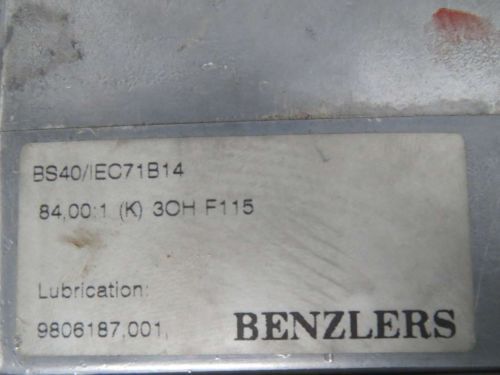 BS40/IEC71B14
84,00:1 (K) 3OH F115
Lubrication:
9806187,001, BENZLERS